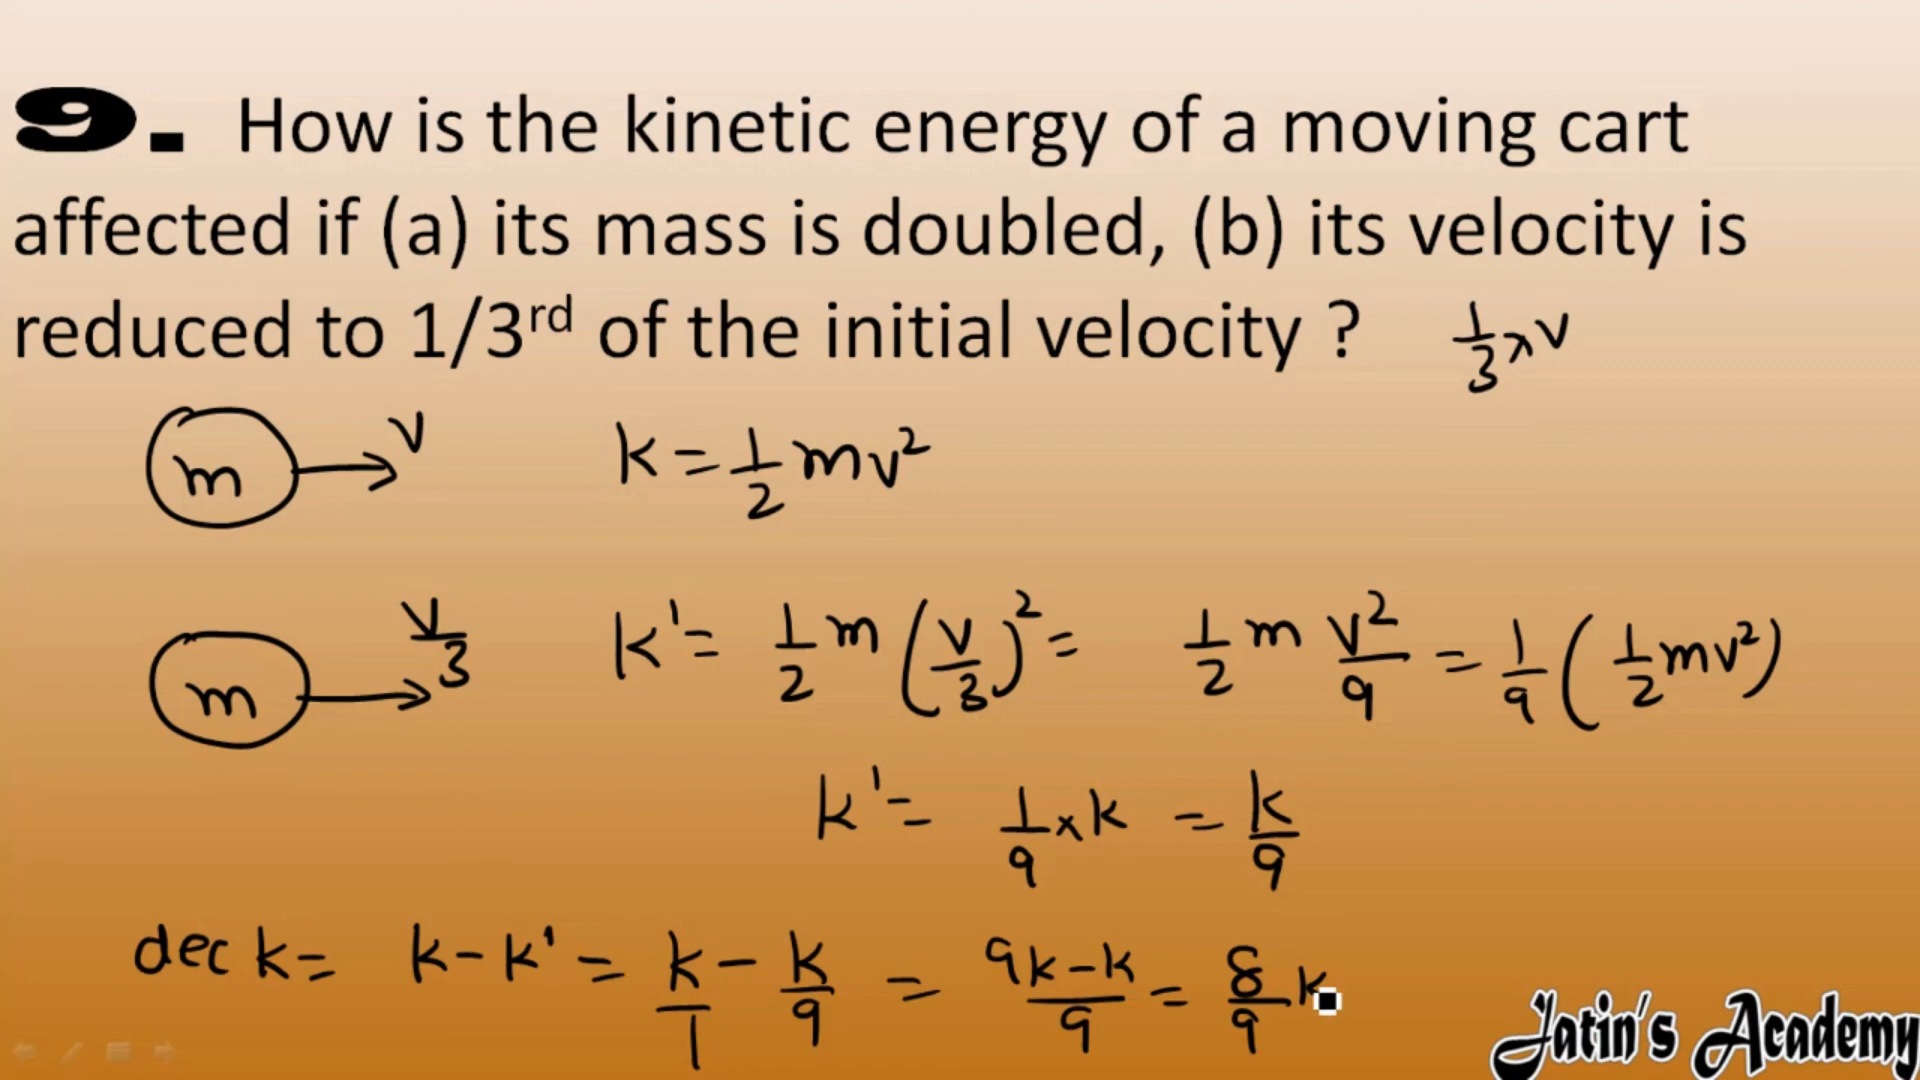 9. How is the kinetic energy of a moving cart
affected if (a) its mass is doubled, (b) its velocity is
reduced to 1/3rd of the initial velocity ? 1/3 × v
m → v k = 1/2 mv²
m → v/3 k' = 1/2 m (v/3)² = 1/2 m v²/9 = 1/9 (1/2 mv²)
k' = 1/9 × k = k/9
dec k = k - k' = k/1 - k/9 = 9k - k/9 = 8/9 k
Jatin's Academy